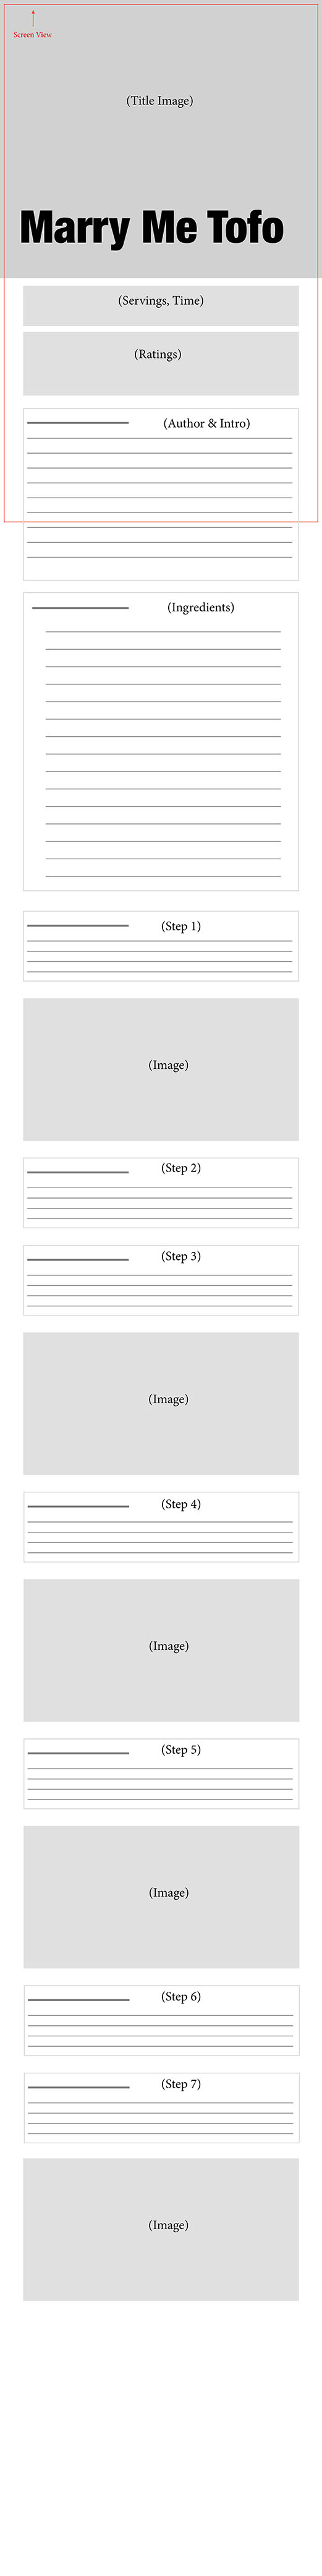 Screen View
(Title Image)
Marry Me Tofo
(Servings, Time)
(Ratings)
(Author & Intro)
(Ingredients)
(Step 1)
(Image)
(Step 2)
(Step 3)
(Image)
(Step 4)
(Image)
(Step 5)
(Image)
(Step 6)
(Step 7)
(Image)